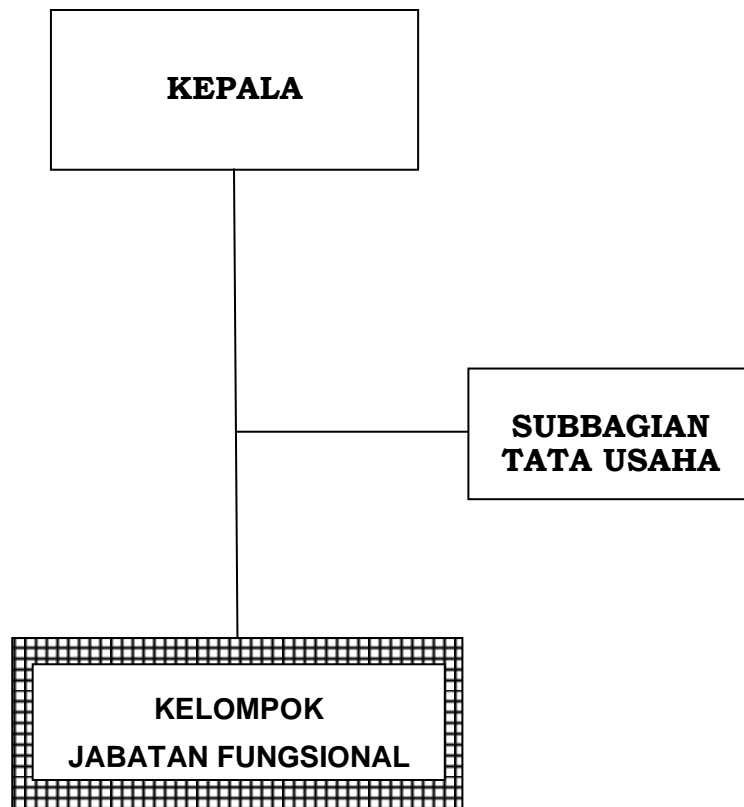 KEPALA
SUBBAGIAN
TATA USAHA
KELOMPOK
JABATAN FUNGSIONAL